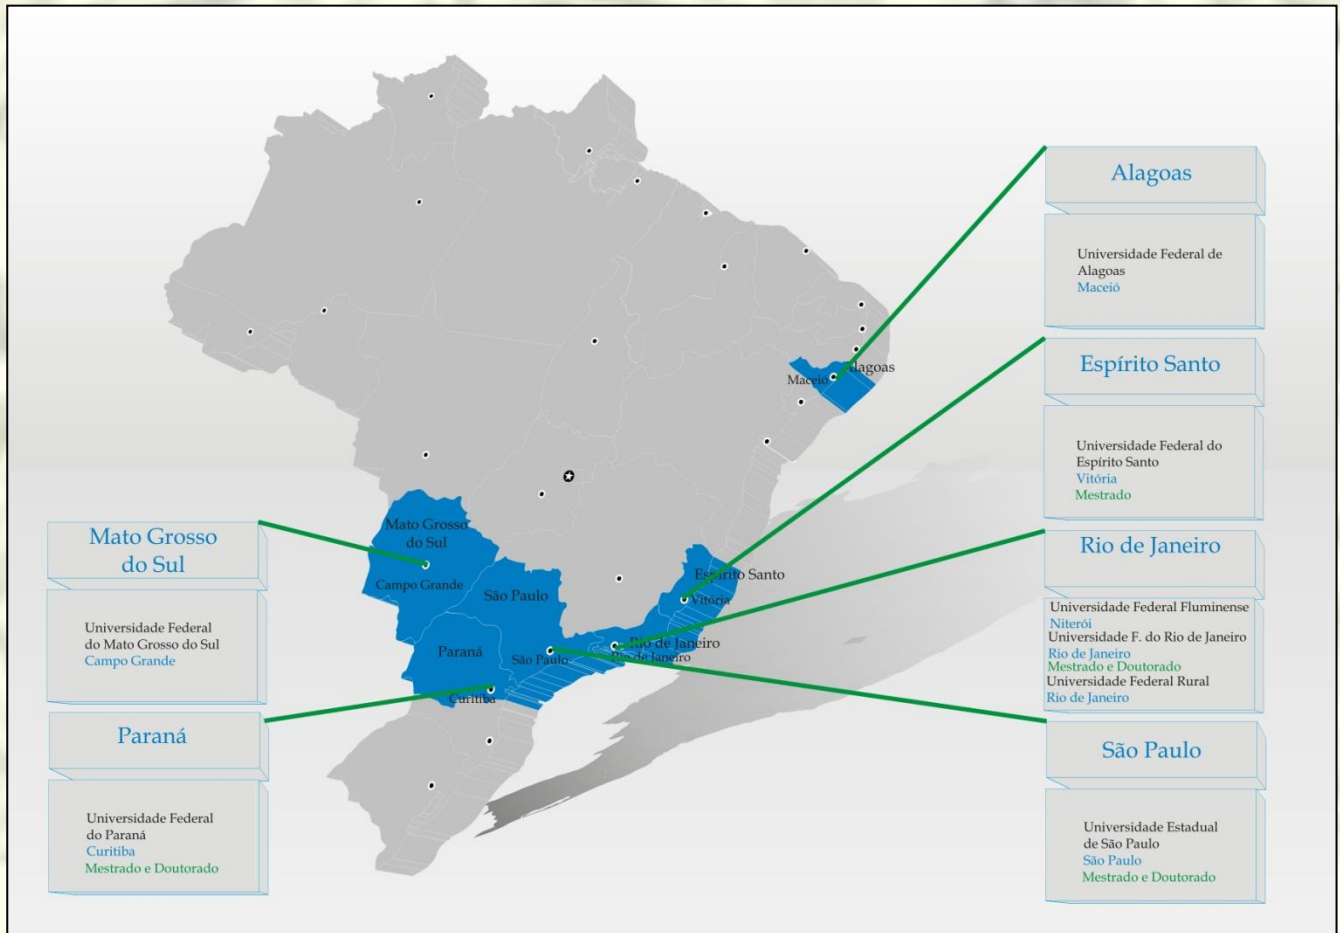 Alagoas
Universidade Federal de
Alagoas
Maceió
Espírito Santo
Universidade Federal do
Espírito Santo
Vitória
Mestrado
Rio de Janeiro
Universidade Federal Fluminense
Niterói
Universidade F. do Rio de Janeiro
Rio de Janeiro
Mestrado e Doutorado
Universidade Federal Rural
Rio de Janeiro
São Paulo
Universidade Estadual
de São Paulo
São Paulo
Mestrado e Doutorado
Mato Grosso
do Sul
Universidade Federal
do Mato Grosso do Sul
Campo Grande
Paraná
Universidade Federal
do Paraná
Curitiba
Mestrado e Doutorado
Alagoas
Maceió
Mato Grosso
do Sul
Campo Grande
São Paulo
Espírito Santo
Vitória
Rio de Janeiro
Rio de Janeiro
Paraná
São Paulo
Curitiba